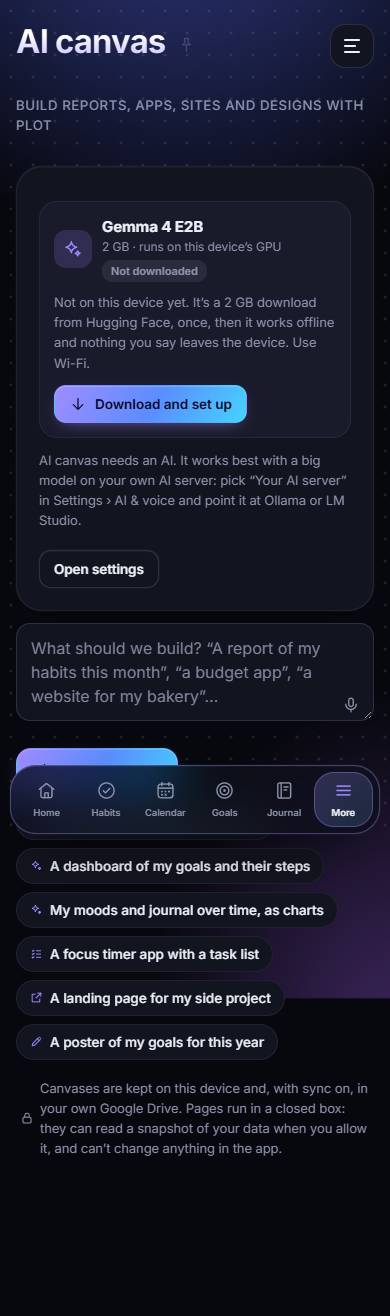 AI canvas
BUILD REPORTS, APPS, SITES AND DESIGNS WITH
PLOT
Gemma 4 E2B
2 GB · runs on this device’s GPU
Not downloaded
Not on this device yet. It’s a 2 GB download
from Hugging Face, once, then it works offline
and nothing you say leaves the device. Use
Wi-Fi.
Download and set up
AI canvas needs an AI. It works best with a big
model on your own AI server: pick “Your AI server”
in Settings › AI & voice and point it at Ollama or LM
Studio.
Open settings
What should we build? “A report of my
habits this month”, “a budget app”, “a
website for my bakery”…
Home
Habits
Calendar
Goals
Journal
More
A dashboard of my goals and their steps
My moods and journal over time, as charts
A focus timer app with a task list
A landing page for my side project
A poster of my goals for this year
Canvases are kept on this device and, with sync on, in
your own Google Drive. Pages run in a closed box:
they can read a snapshot of your data when you allow
it, and can’t change anything in the app.